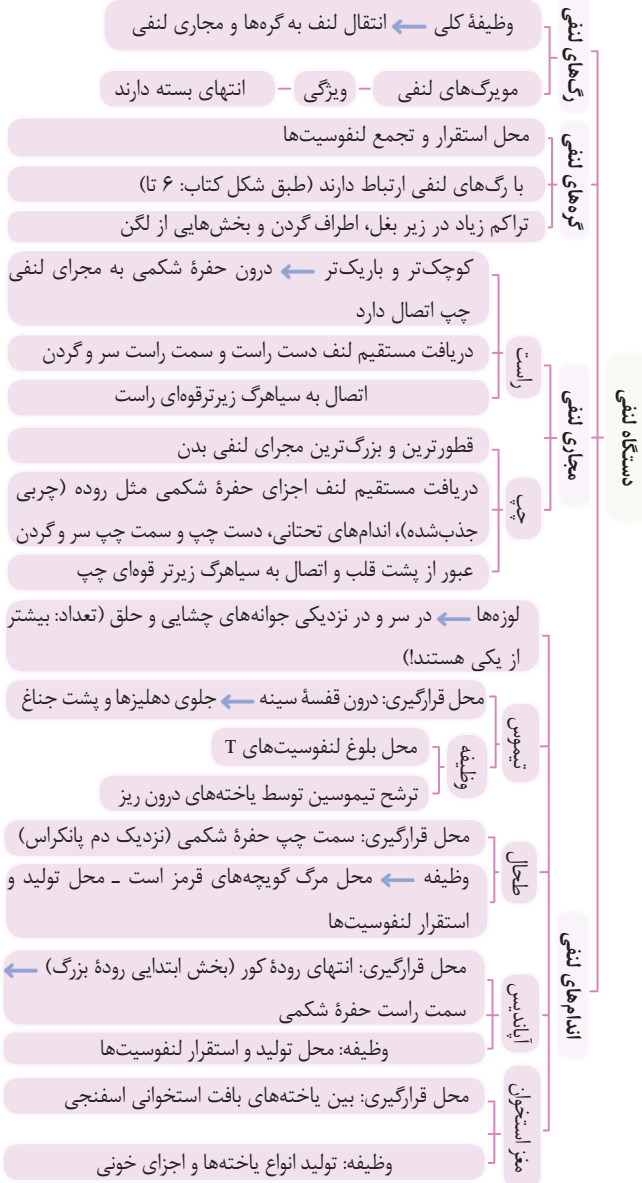 دستگاه لنفی
رگ‌های لنفی
وظیفهٔ کلی ← انتقال لنف به گره‌ها و مجاری لنفی
مویرگ‌های لنفی – ویژگی – انتهای بسته دارند
گره‌های لنفی
محل استقرار و تجمع لنفوسیت‌ها
با رگ‌های لنفی ارتباط دارند (طبق شکل کتاب: ۶ تا)
تراکم زیاد در زیر بغل، اطراف گردن و بخش‌هایی از لگن
مجاری لنفی
راست
کوچک‌تر و باریک‌تر ← درون حفرهٔ شکمی به مجرای لنفی
چپ اتصال دارد
دریافت مستقیم لنف دست راست و سمت راست سر و گردن
اتصال به سیاهرگ زیرترقوه‌ای راست
چپ
قطورترین و بزرگ‌ترین مجرای لنفی بدن
دریافت مستقیم لنف اجزای حفرهٔ شکمی مثل روده (چربی
جذب‌شده)، اندام‌های تحتانی، دست چپ و سمت چپ سر و گردن
عبور از پشت قلب و اتصال به سیاهرگ زیرتر قوه‌ای چپ
اندام‌های لنفی
لوزه‌ها ← در سر و در نزدیکی جوانه‌های چشایی و حلق (تعداد: بیشتر
از یکی هستند!)
تیموس
محل قرارگیری: درون قفسهٔ سینه ← جلوی دهلیزها و پشت جناغ
وظیفه
محل بلوغ لنفوسیت‌های T
ترشح تیموسین توسط یاخته‌های درون ریز
طحال
محل قرارگیری: سمت چپ حفرهٔ شکمی (نزدیک دم پانکراس)
وظیفه ← محل مرگ گویچه‌های قرمز است ـ محل تولید و
استقرار لنفوسیت‌ها
آپاندیس
محل قرارگیری: انتهای رودهٔ کور (بخش ابتدایی رودهٔ بزرگ) ←
سمت راست حفرهٔ شکمی
وظیفه: محل تولید و استقرار لنفوسیت‌ها
مغز استخوان
محل قرارگیری: بین یاخته‌های بافت استخوانی اسفنجی
وظیفه: تولید انواع یاخته‌ها و اجزای خونی